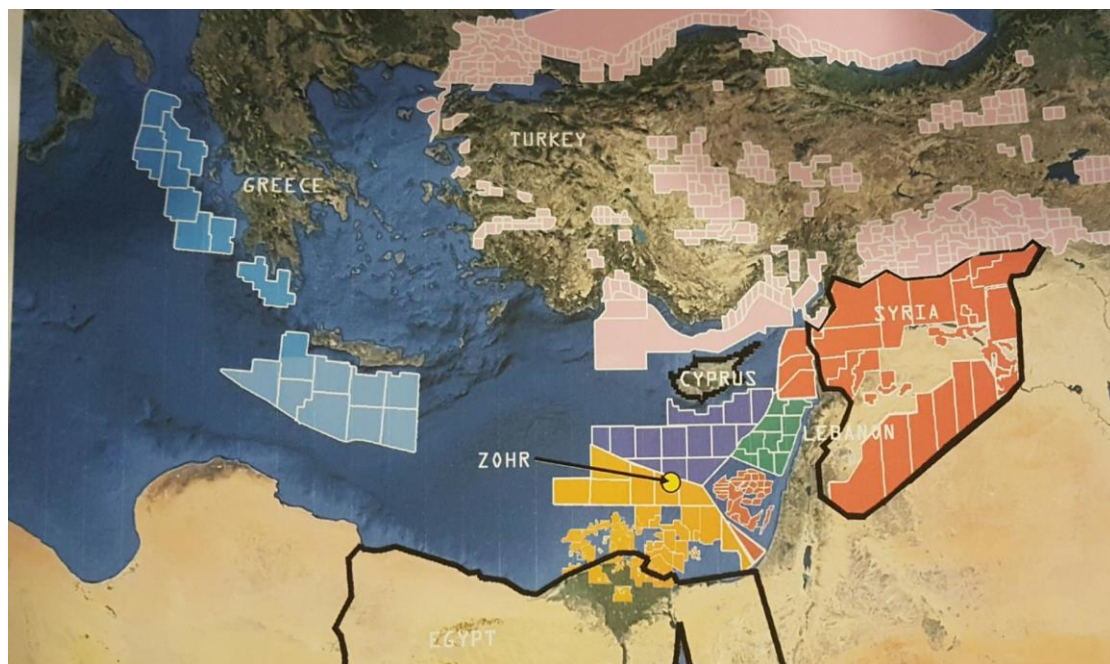 TURKEY
GREECE
SYRIA
CYPRUS
LEBANON
ZOHR
EGYPT